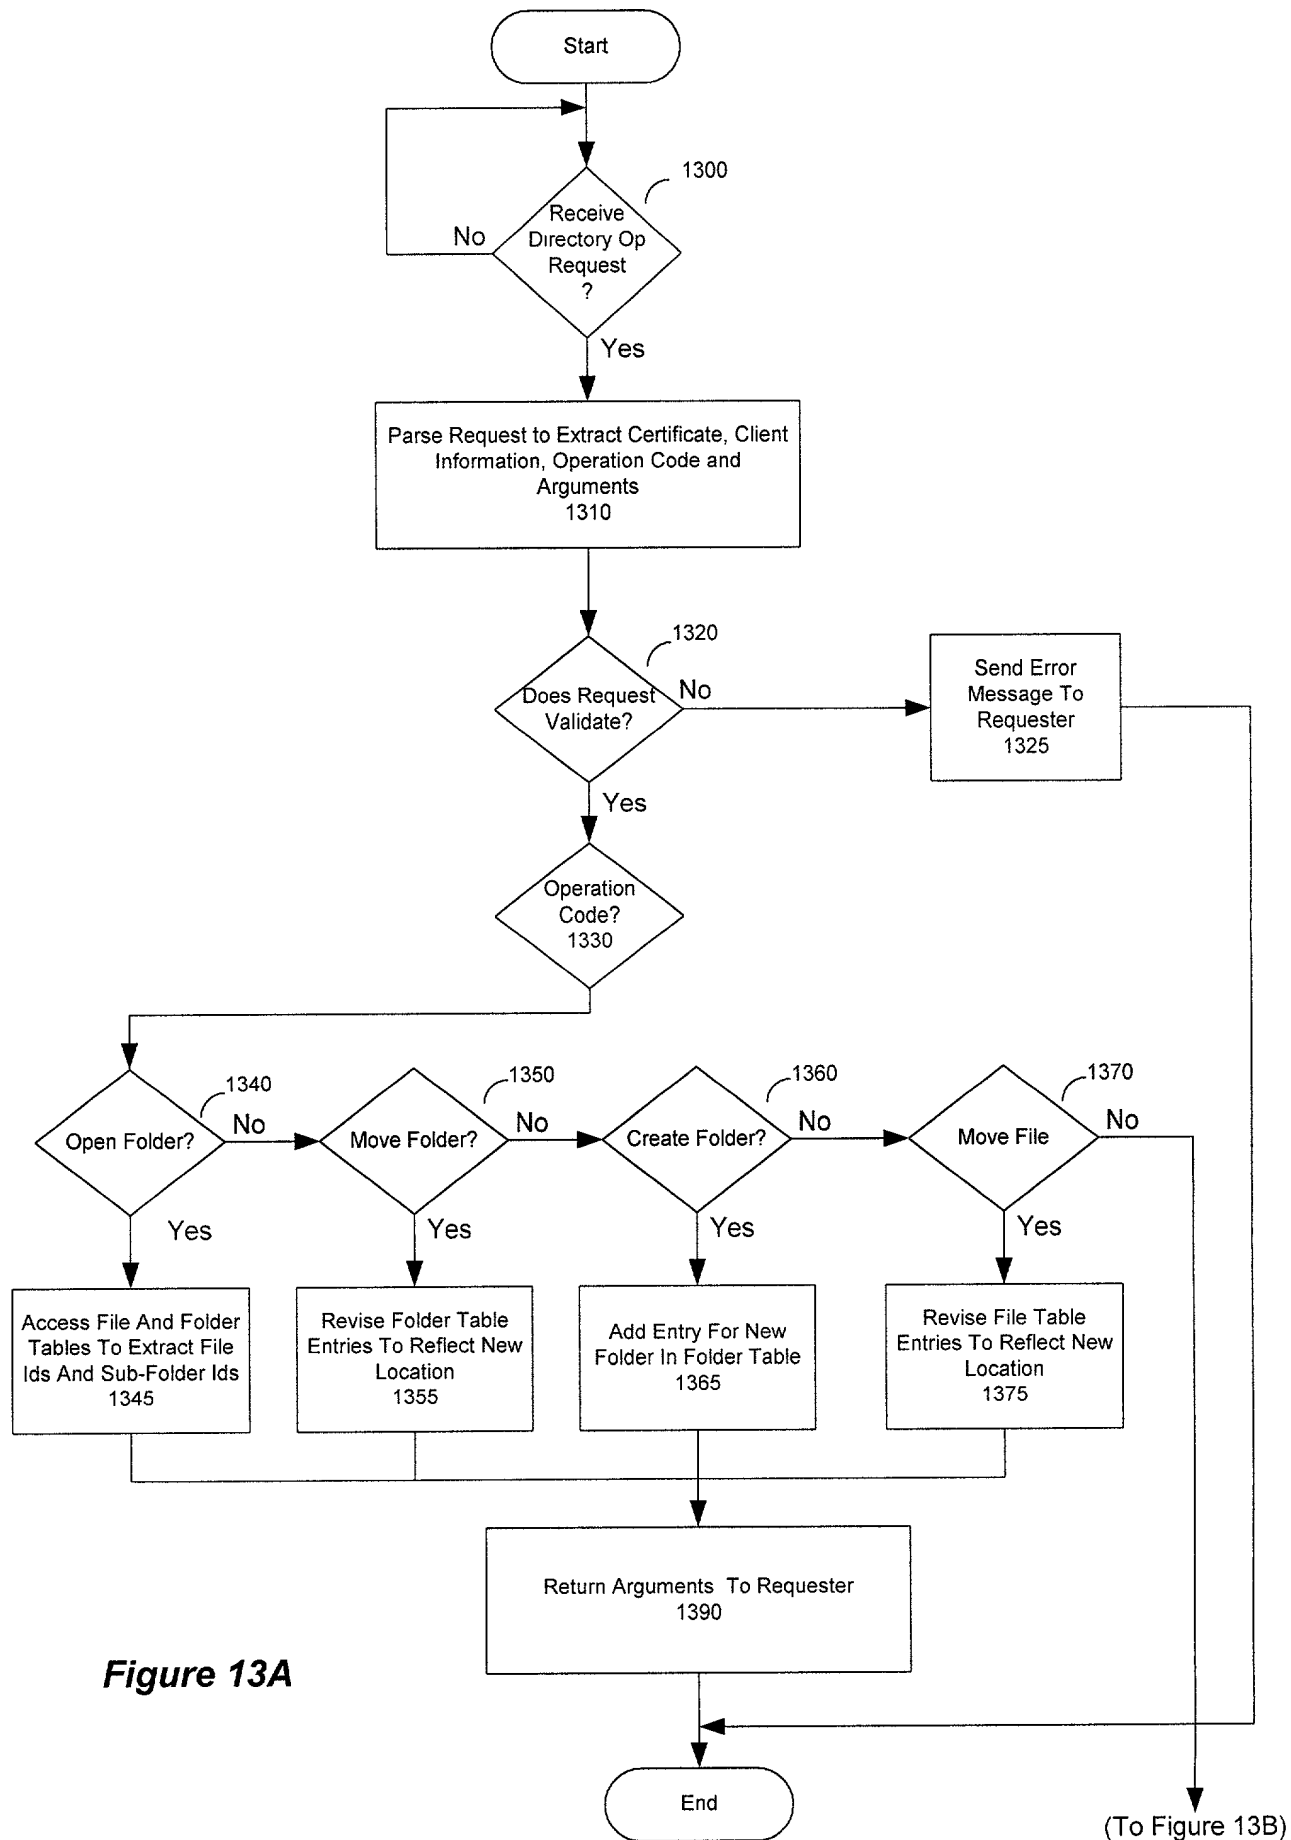 Start
1300
Receive
Directory Op
Request
?
No
Yes
Parse Request to Extract Certificate, Client
Information, Operation Code and
Arguments
1310
1320
Does Request
Validate?
No
Send Error
Message To
Requester
1325
Yes
Operation
Code?
1330
1340
Open Folder?
No
1350
Move Folder?
No
1360
Create Folder?
No
1370
Move File
No
Yes
Yes
Yes
Yes
Access File And Folder
Tables To Extract File
Ids And Sub-Folder Ids
1345
Revise Folder Table
Entries To Reflect New
Location
1355
Add Entry For New
Folder In Folder Table
1365
Revise File Table
Entries To Reflect New
Location
1375
Return Arguments To Requester
1390
Figure 13A
End
(To Figure 13B)